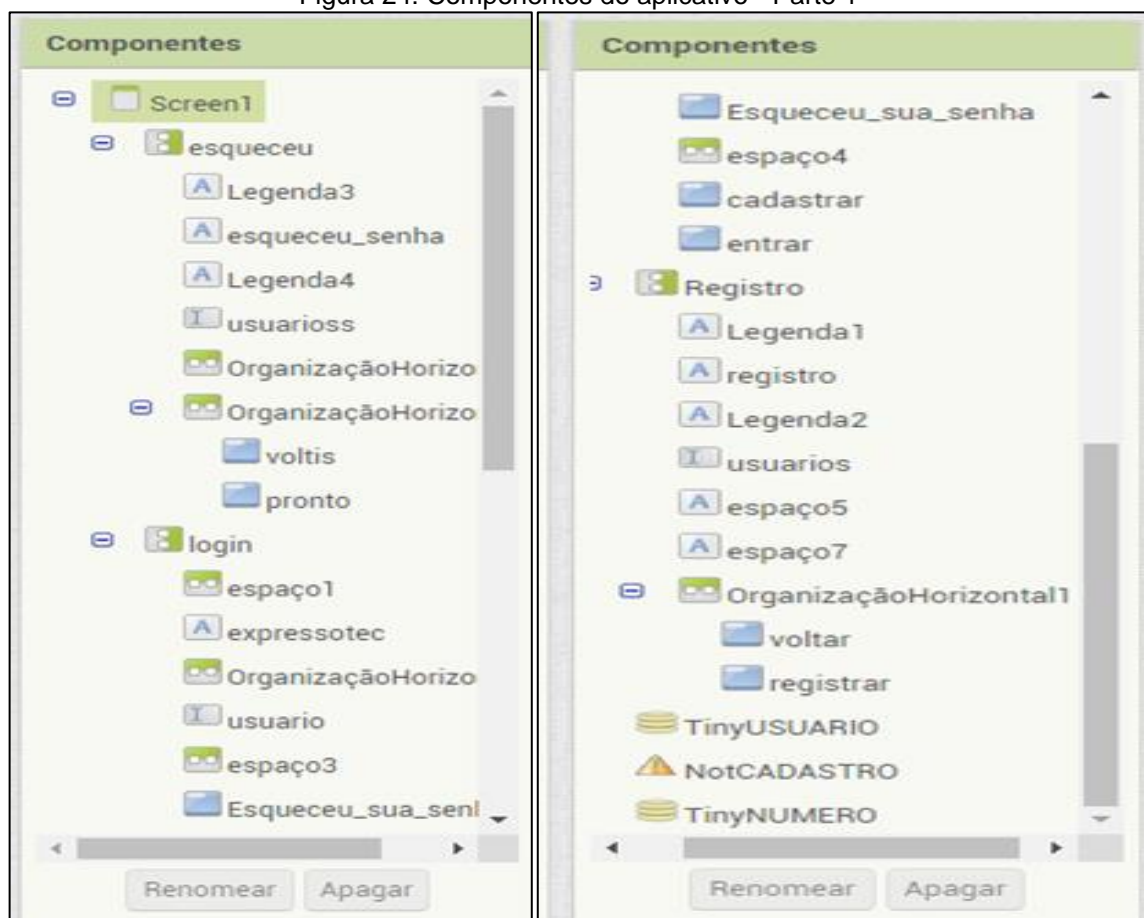 Figura 24: Componentes do aplicativo - Parte 1
Componentes
Screen1
esqueceu
Legenda3
esqueceu_senha
Legenda4
usuarioss
OrganizaçãoHorizo
OrganizaçãoHorizo
voltis
pronto
login
espaço1
expressotec
OrganizaçãoHorizo
usuario
espaço3
Esqueceu_sua_senl
Renomear Apagar
Componentes
Esqueceu_sua_senha
espaço4
cadastrar
entrar
Registro
Legenda1
registro
Legenda2
usuarios
espaço5
espaço7
OrganizaçãoHorizontal1
voltar
registrar
TinyUSUARIO
NotCADASTRO
TinyNUMERO
Renomear Apagar